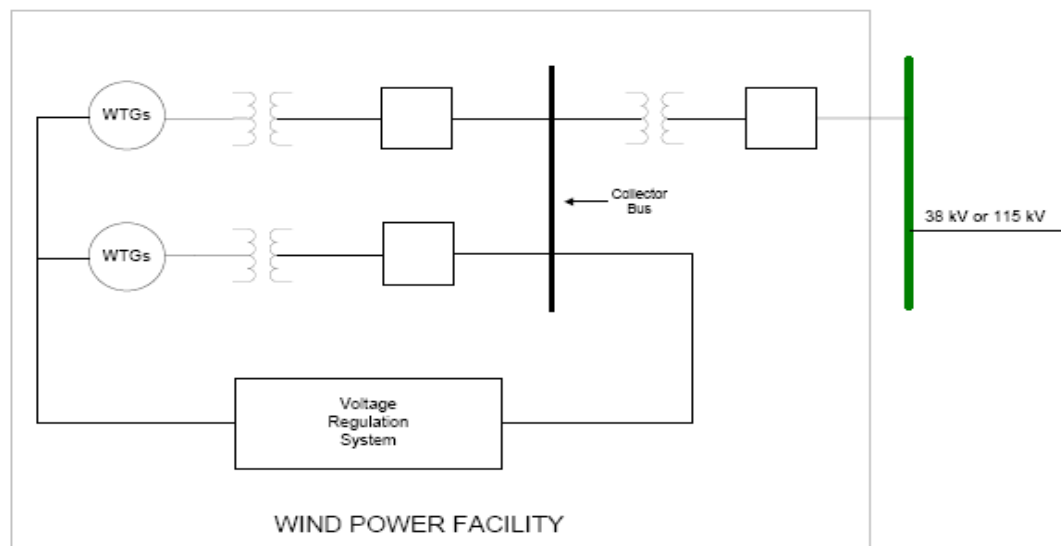 WTGs
Collector
Bus
38 kV or 115 kV
WTGs
Voltage
Regulation
System
WIND POWER FACILITY